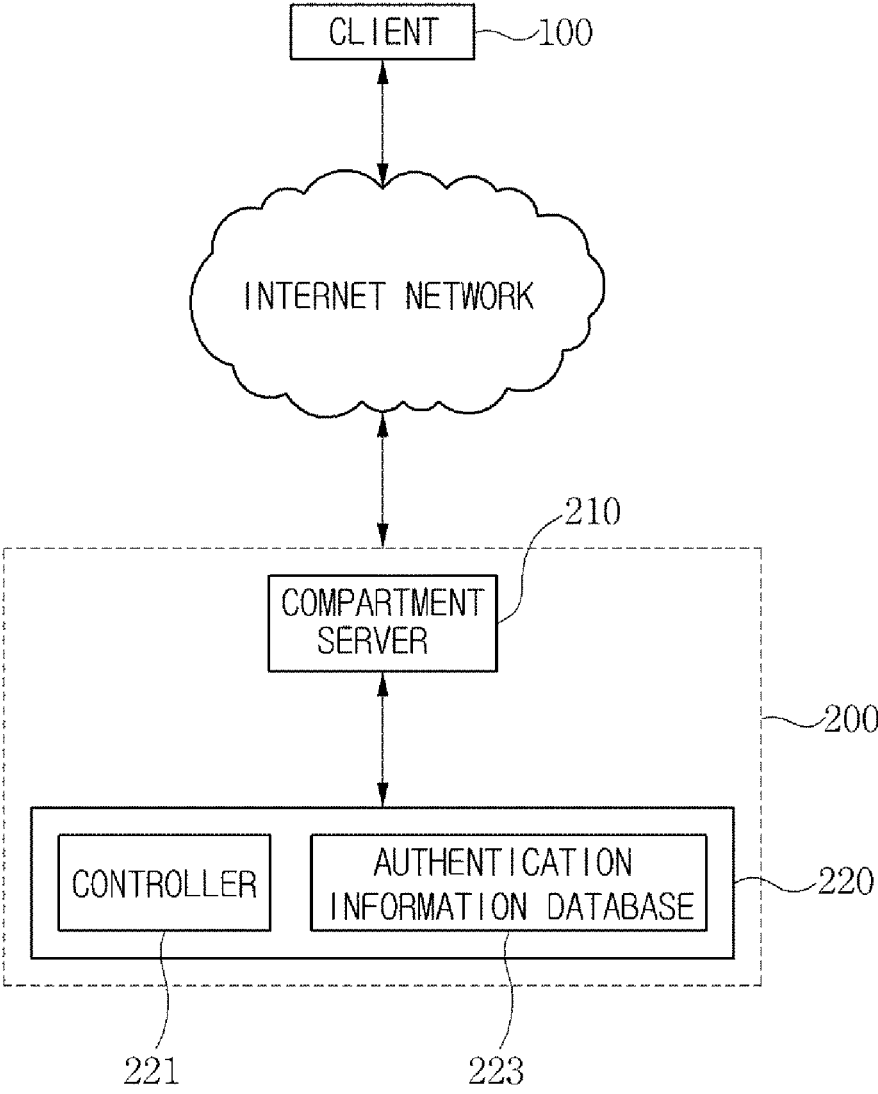 CLIENT
100
INTERNET NETWORK
210
COMPARTMENT
SERVER
200
CONTROLLER
AUTHENTICATION
INFORMATION DATABASE
220
221
223